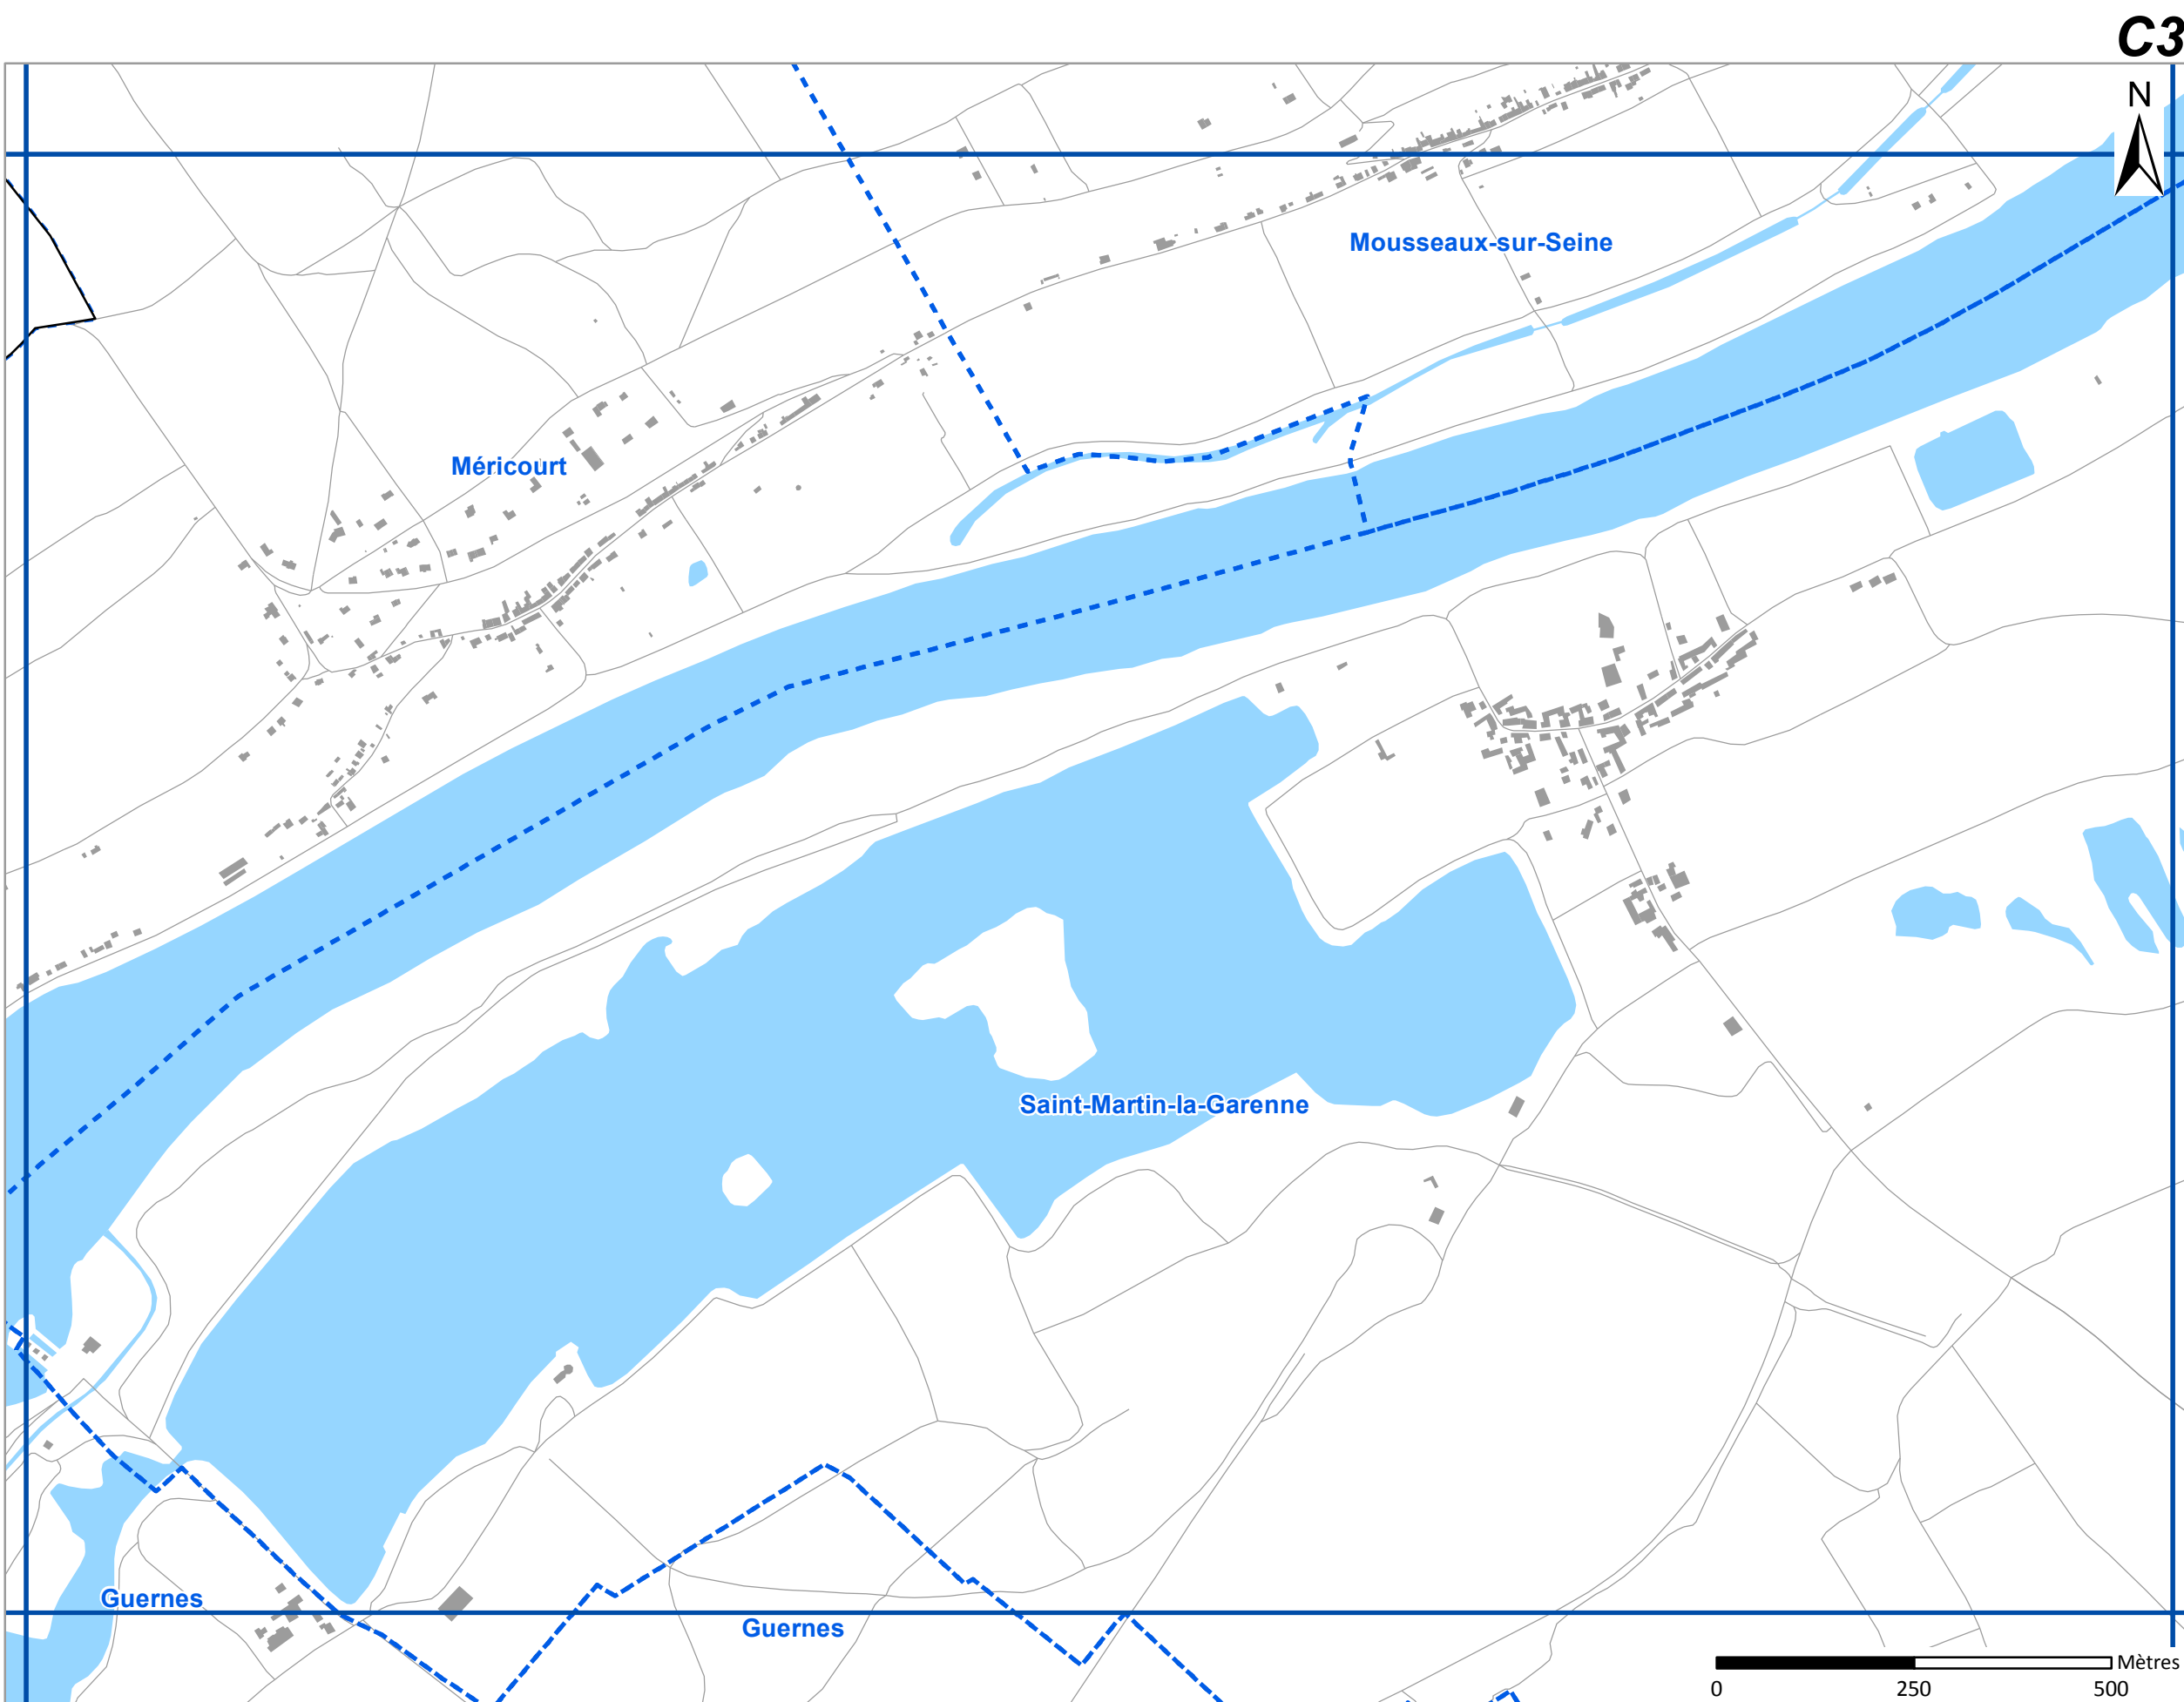 C3
N
Mousseaux-sur-Seine
Méricourt
Saint-Martin-la-Garenne
Guernes
Guernes
Mètres
0 250 500